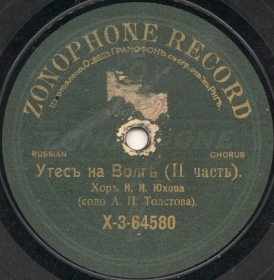 ZONOPHONE RECORD
RUSSIAN CHORUS
Утесъ на Волгѣ (II часть).
Хоръ И. И. Юхова
(соло А. П. Толстова).
X-3-64580